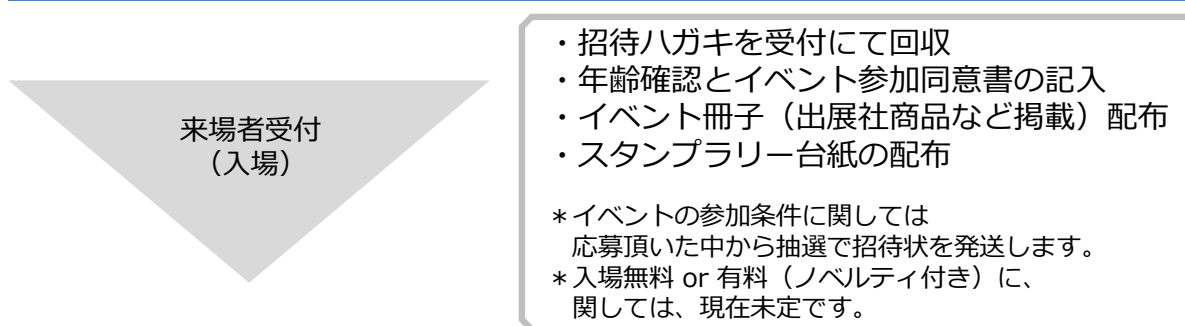 来場者受付
（入場）
・招待ハガキを受付にて回収
・年齢確認とイベント参加同意書の記入
・イベント冊子（出展社商品など掲載）配布
・スタンプラリー台紙の配布
＊イベントの参加条件に関しては
応募頂いた中から抽選で招待状を発送します。
＊入場無料 or 有料（ノベルティ付き）に、
関しては、現在未定です。